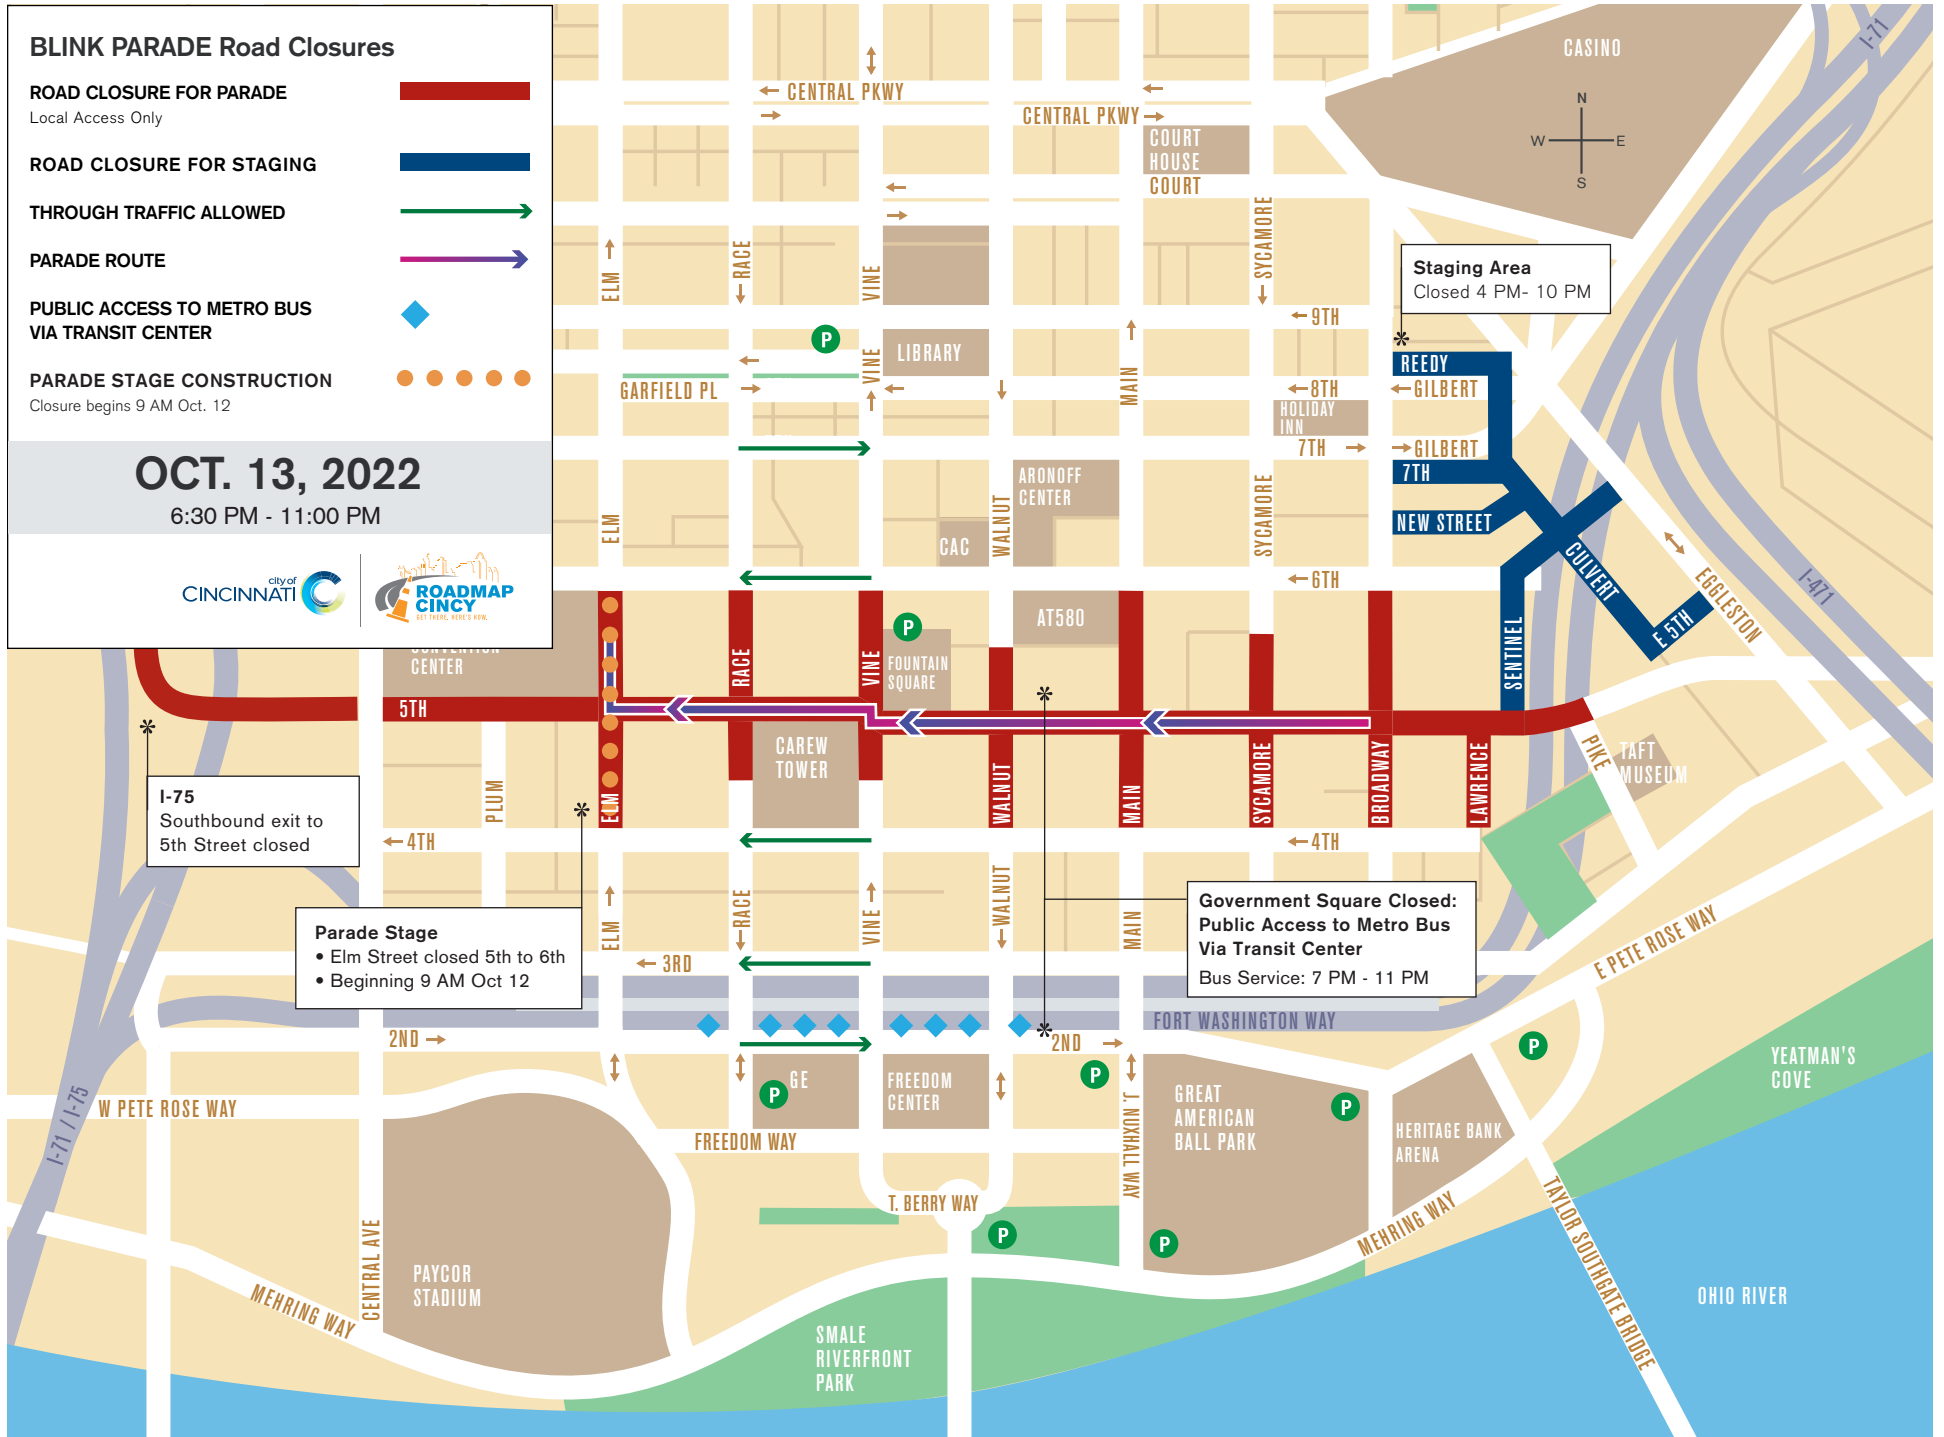 BLINK PARADE Road Closures
ROAD CLOSURE FOR PARADE
Local Access Only
ROAD CLOSURE FOR STAGING
THROUGH TRAFFIC ALLOWED
PARADE ROUTE
PUBLIC ACCESS TO METRO BUS
VIA TRANSIT CENTER
PARADE STAGE CONSTRUCTION
Closure begins 9 AM Oct. 12
OCT. 13, 2022
6:30 PM - 11:00 PM
city of
CINCINNATI
ROADMAP
CINCY
GET THERE. HERE'S HOW.
CENTRAL PKWY
CENTRAL PKWY
COURT
HOUSE
COURT
CASINO
N
W
E
S
I-71
ELM
RACE
VINE
SYCAMORE
Staging Area
Closed 4 PM- 10 PM
9TH
P
VINE
LIBRARY
MAIN
REEDY
GARFIELD PL
8TH
GILBERT
HOLIDAY
INN
7TH
GILBERT
7TH
ARONOFF
CENTER
NEW STREET
ELM
CAC
WALNUT
SYCAMORE
6TH
CULVERT
EGGLESTON
I-471
E 5TH
SENTINEL
AT580
P
FOUNTAIN
SQUARE
CONVENTION
CENTER
RACE
VINE
5TH
CAREW
TOWER
PIKE
TAFT
MUSEUM
PLUM
ELM
WALNUT
MAIN
SYCAMORE
BROADWAY
LAWRENCE
I-75
Southbound exit to
5th Street closed
4TH
4TH
Parade Stage
• Elm Street closed 5th to 6th
• Beginning 9 AM Oct 12
ELM
RACE
VINE
WALNUT
MAIN
Government Square Closed:
Public Access to Metro Bus
Via Transit Center
Bus Service: 7 PM - 11 PM
E PETE ROSE WAY
3RD
FORT WASHINGTON WAY
2ND
2ND
I-71 / I-75
W PETE ROSE WAY
GE
P
FREEDOM
CENTER
P
J. NUXHALL WAY
GREAT
AMERICAN
BALL PARK
P
HERITAGE BANK
ARENA
P
YEATMAN'S
COVE
FREEDOM WAY
T. BERRY WAY
P
P
MEHRING WAY
TAYLOR SOUTHGATE BRIDGE
CENTRAL AVE
PAYCOR
STADIUM
MEHRING WAY
SMALE
RIVERFRONT
PARK
OHIO RIVER